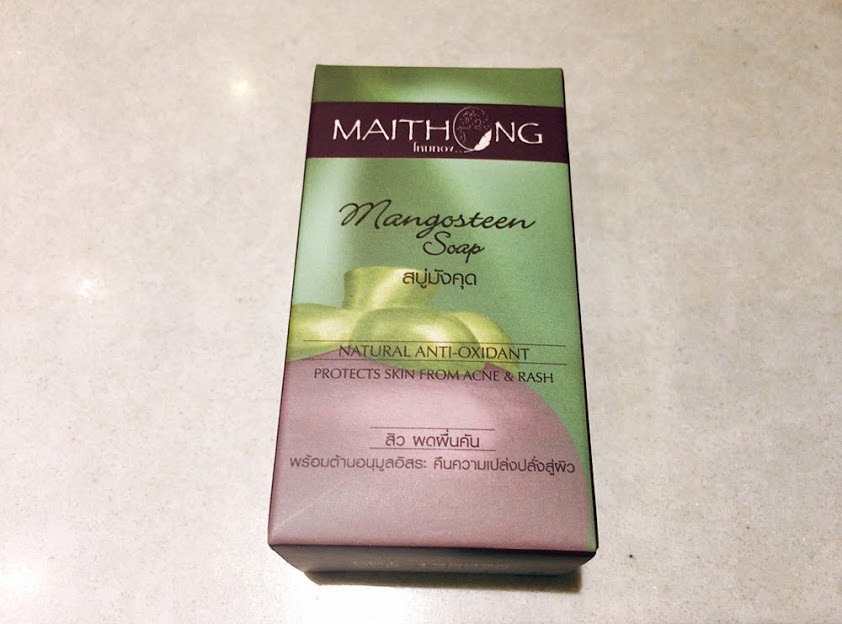 MAITHONG
ไหมทอง..
Mangosteen
Soap
สบู่มังคุด
NATURAL ANTI-OXIDANT
PROTECTS SKIN FROM ACNE & RASH
สิว ผดผื่นคัน
พร้อมต้านอนุมูลอิสระ คืนความเปล่งปลั่งสู่ผิว